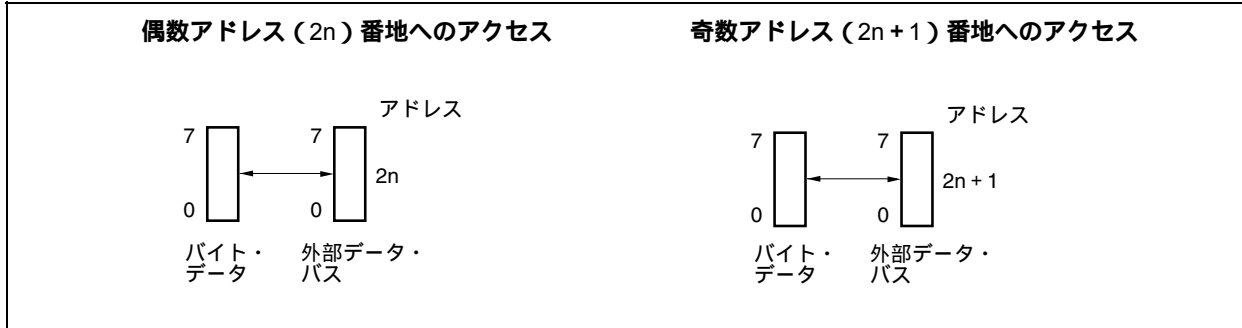 偶数アドレス（2n）番地へのアクセス
アドレス
7
7
2n
0
0
バイト・
データ
外部データ・
バス
奇数アドレス（2n＋1）番地へのアクセス
アドレス
7
7
2n＋1
0
0
バイト・
データ
外部データ・
バス